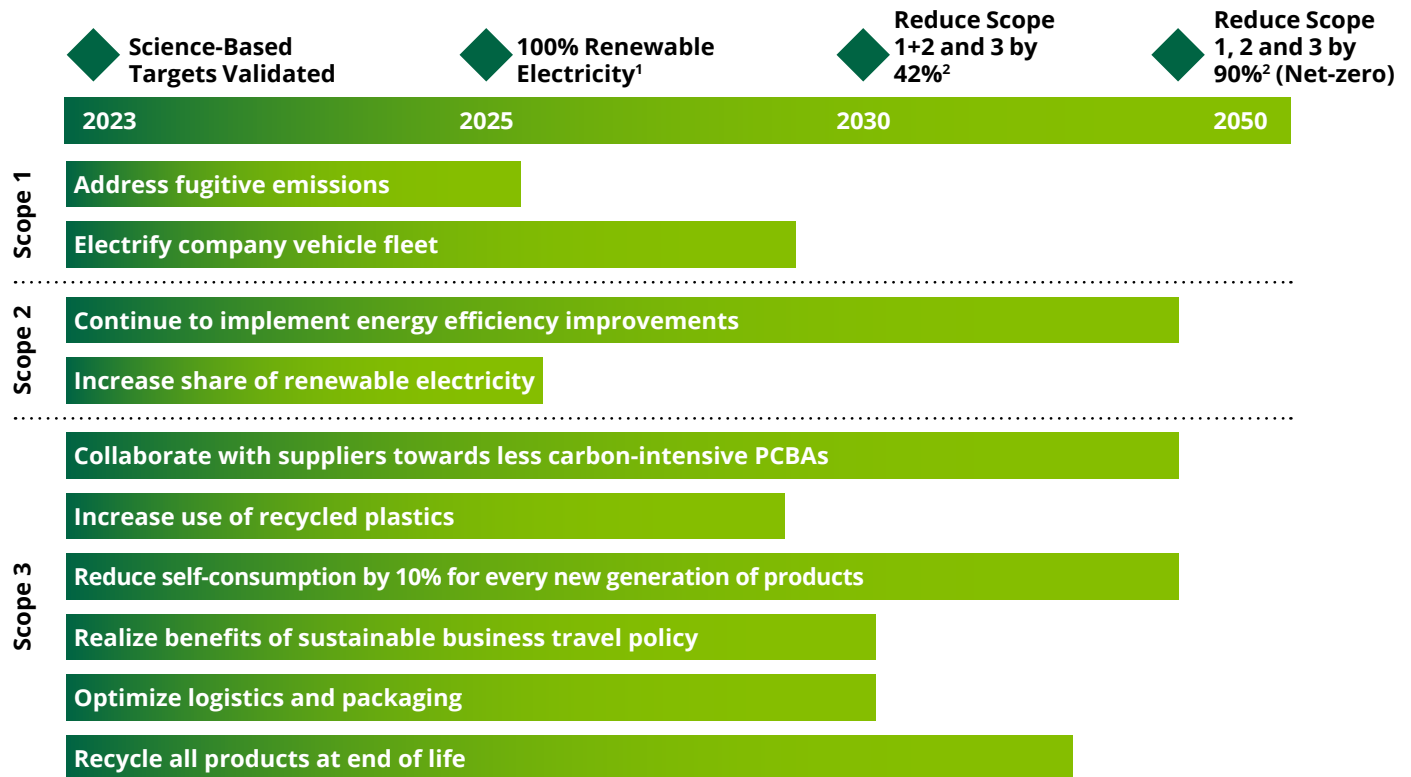 Science-Based
Targets Validated
100% Renewable
Electricity¹
Reduce Scope
1+2 and 3 by
42%²
Reduce Scope
1, 2 and 3 by
90%² (Net-zero)
2023
2025
2030
2050
Scope 1
Address fugitive emissions
Electrify company vehicle fleet
Scope 2
Continue to implement energy efficiency improvements
Increase share of renewable electricity
Scope 3
Collaborate with suppliers towards less carbon-intensive PCBAs
Increase use of recycled plastics
Reduce self-consumption by 10% for every new generation of products
Realize benefits of sustainable business travel policy
Optimize logistics and packaging
Recycle all products at end of life